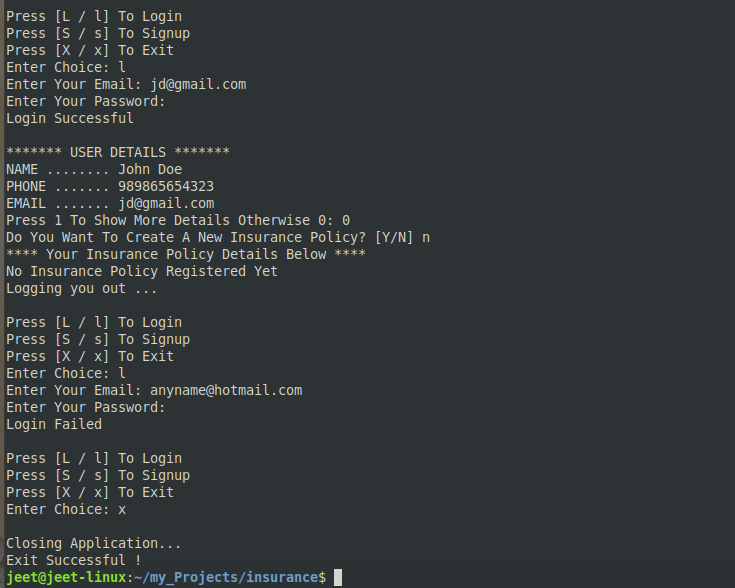 Press [L / l] To Login
Press [S / s] To Signup
Press [X / x] To Exit
Enter Choice: l
Enter Your Email: jd@gmail.com
Enter Your Password:
Login Successful
******* USER DETAILS *******
NAME ........ John Doe
PHONE ....... 989865654323
EMAIL ....... jd@gmail.com
Press 1 To Show More Details Otherwise 0: 0
Do You Want To Create A New Insurance Policy? [Y/N] n
**** Your Insurance Policy Details Below ****
No Insurance Policy Registered Yet
Logging you out ...
Press [L / l] To Login
Press [S / s] To Signup
Press [X / x] To Exit
Enter Choice: l
Enter Your Email: anyname@hotmail.com
Enter Your Password:
Login Failed
Press [L / l] To Login
Press [S / s] To Signup
Press [X / x] To Exit
Enter Choice: x
Closing Application...
Exit Successful !
jeet@jeet-linux:~/my_Projects/insurance$